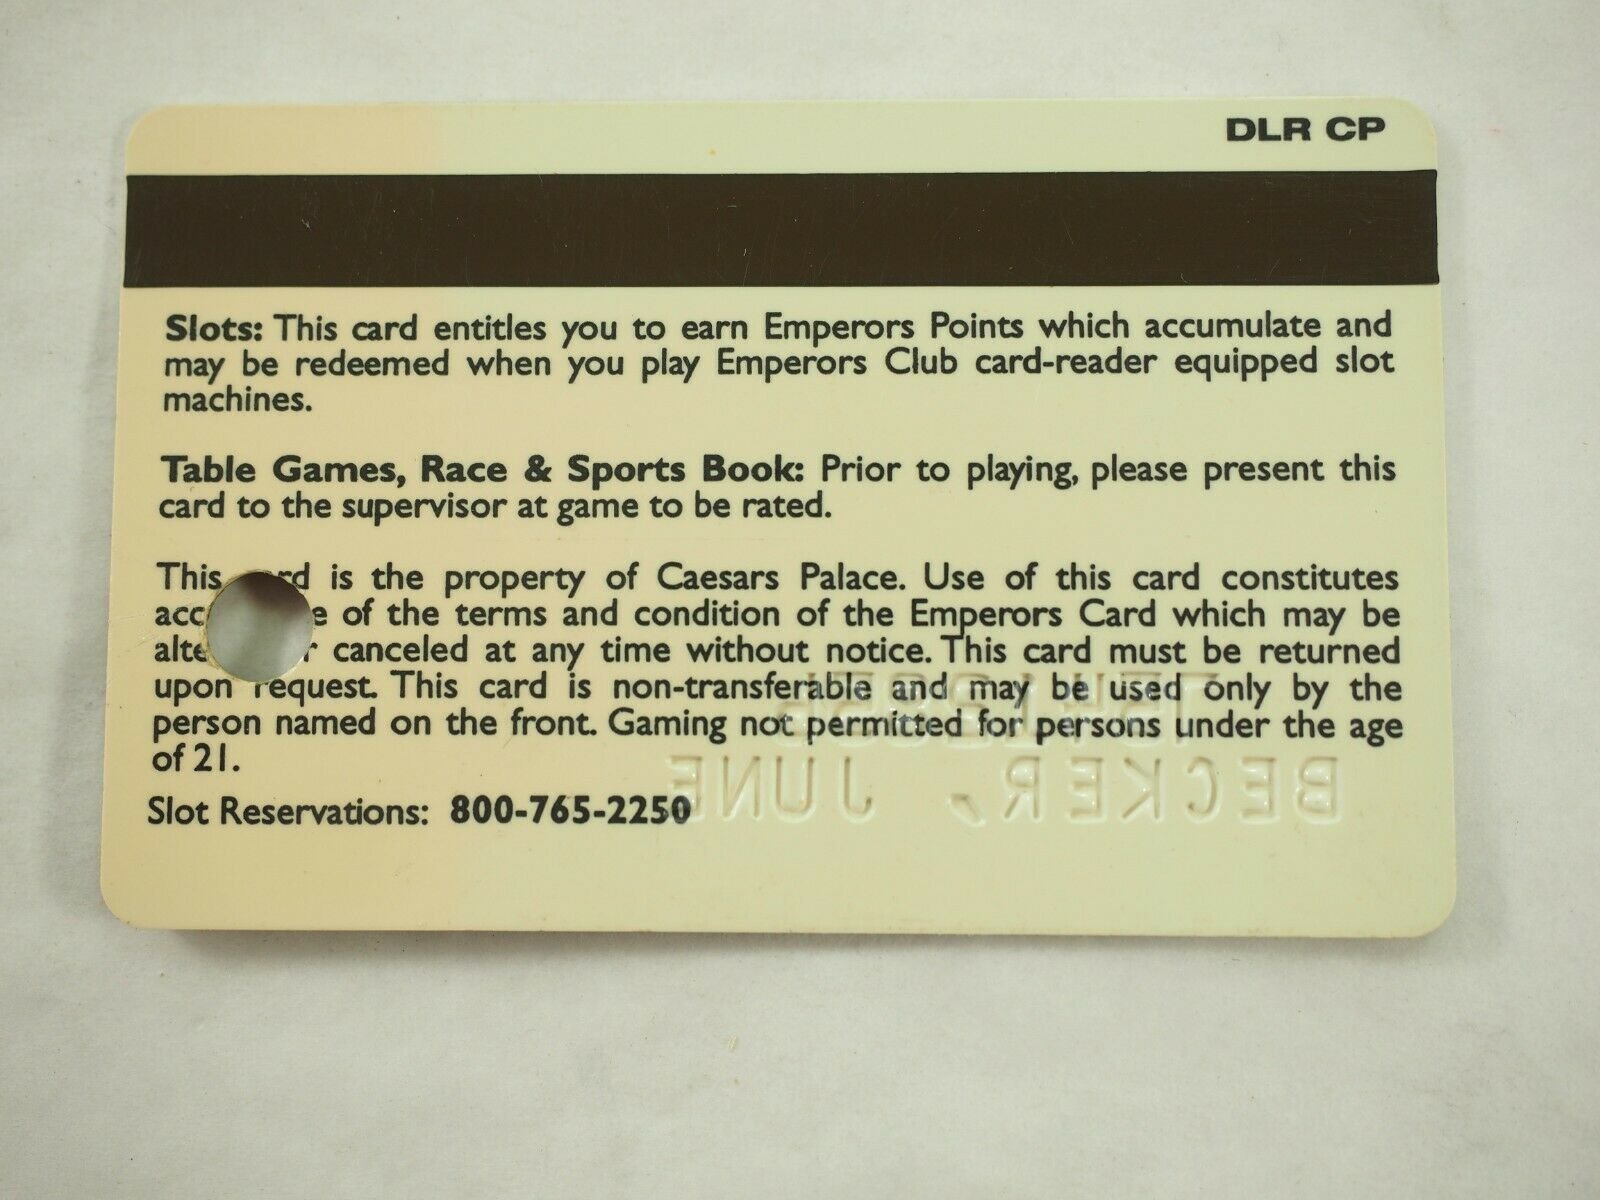 DLR CP
Slots: This card entitles you to earn Emperors Points which accumulate and
may be redeemed when you play Emperors Club card-reader equipped slot
machines.
Table Games, Race & Sports Book: Prior to playing, please present this
card to the supervisor at game to be rated.
This card is the property of Caesars Palace. Use of this card constitutes
acc e of the terms and condition of the Emperors Card which may be
alte r canceled at any time without notice. This card must be returned
upon request. This card is non-transferable and may be used only by the
person named on the front. Gaming not permitted for persons under the age
of 21.
BECKER, JUNE
Slot Reservations: 800-765-2250